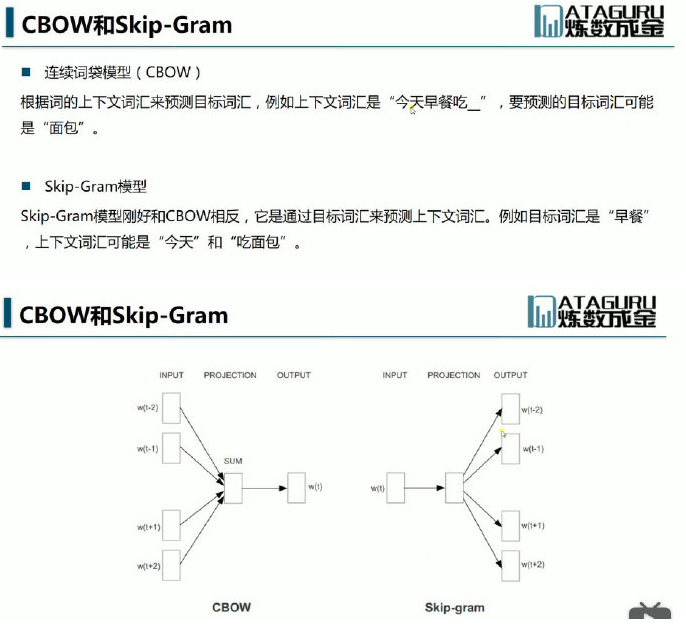 CBOW和Skip-Gram
ATAGURU
炼数成金
连续词袋模型（CBOW）
根据词的上下文词汇来预测目标词汇，例如上下文词汇是“今天早餐吃__”，要预测的目标词汇可能
是“面包”。
Skip-Gram模型
Skip-Gram模型刚好和CBOW相反，它是通过目标词汇来预测上下文词汇。例如目标词汇是“早餐”
，上下文词汇可能是“今天”和“吃面包”。
CBOW和Skip-Gram
ATAGURU
炼数成金
INPUT PROJECTION OUTPUT
w(t-2)
w(t-1)
SUM
w(t)
w(t+1)
w(t+2)
CBOW
INPUT PROJECTION OUTPUT
w(t-2)
w(t-1)
w(t)
w(t+1)
w(t+2)
Skip-gram